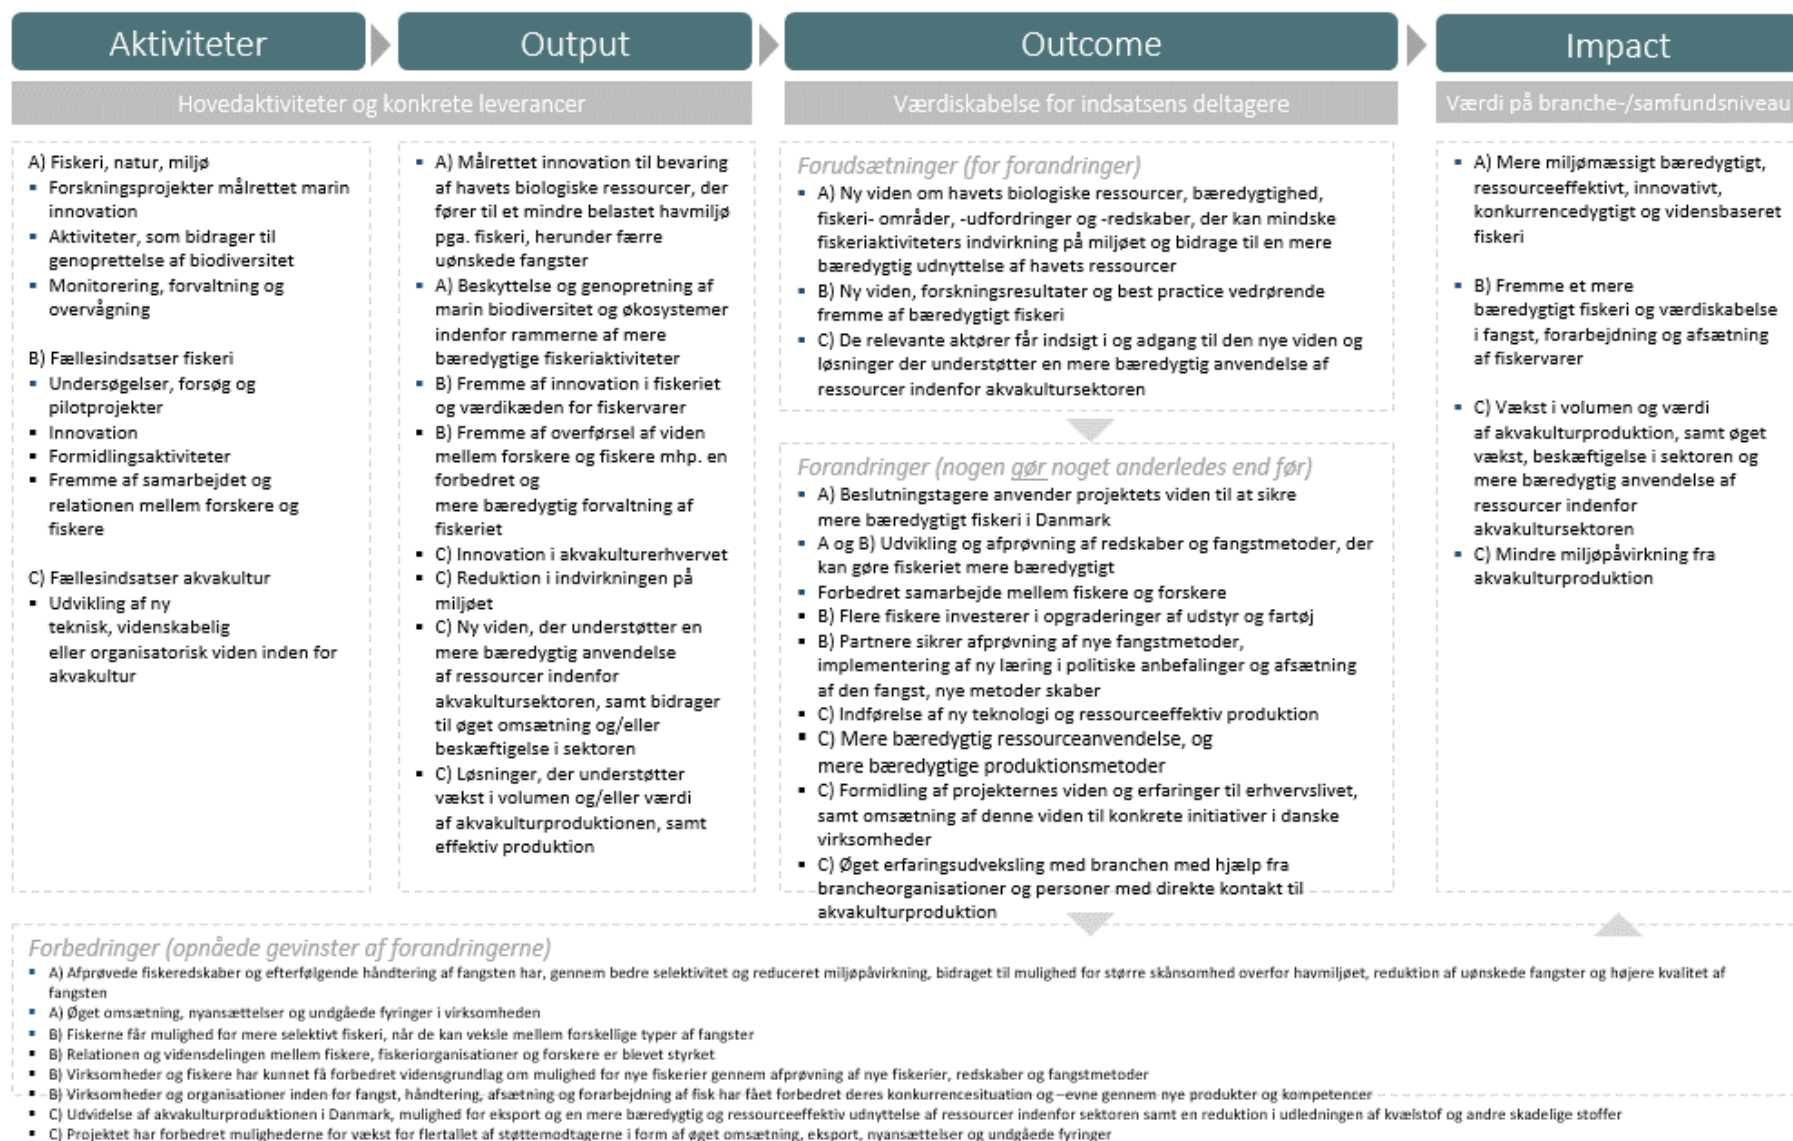 Aktiviteter
Output
Outcome
Impact
Hovedaktiviteter og konkrete leverancer
Værdiskabelse for indsatsens deltagere
Værdi på branche-/samfundsniveau
A) Fiskeri, natur, miljø
▪ Forskningsprojekter målrettet marin
innovation
▪ Aktiviteter, som bidrager til
genoprettelse af biodiversitet
▪ Monitorering, forvaltning og
overvågning
B) Fællesindsatser fiskeri
▪ Undersøgelser, forsøg og
pilotprojekter
▪ Innovation
▪ Formidlingsaktiviteter
▪ Fremme af samarbejdet og
relationen mellem forskere og
fiskere
C) Fællesindsatser akvakultur
▪ Udvikling af ny
teknisk, videnskabelig
eller organisatorisk viden inden for
akvakultur
▪ A) Målrettet innovation til bevaring
af havets biologiske ressourcer, der
fører til et mindre belastet havmiljø
pga. fiskeri, herunder færre
uønskede fangster
▪ A) Beskyttelse og genopretning af
marin biodiversitet og økosystemer
indenfor rammerne af mere
bæredygtige fiskeriaktiviteter
▪ B) Fremme af innovation i fiskeriet
og værdikæden for fiskervarer
▪ B) Fremme af overførsel af viden
mellem forskere og fiskere mhp. en
forbedret og
mere bæredygtig forvaltning af
fiskeriet
▪ C) Innovation i akvakulturerhvervet
▪ C) Reduktion i indvirkningen på
miljøet
▪ C) Ny viden, der understøtter en
mere bæredygtig anvendelse
af ressourcer indenfor
akvakultursektoren, samt bidrager
til øget omsætning og/eller
beskæftigelse i sektoren
▪ C) Løsninger, der understøtter
vækst i volumen og/eller værdi
af akvakulturproduktionen, samt
effektiv produktion
Forudsætninger (for forandringer)
▪ A) Ny viden om havets biologiske ressourcer, bæredygtighed,
fiskeri- områder, -udfordringer og -redskaber, der kan mindske
fiskeriaktiviteters indvirkning på miljøet og bidrage til en mere
bæredygtig udnyttelse af havets ressourcer
▪ B) Ny viden, forskningsresultater og best practice vedrørende
fremme af bæredygtigt fiskeri
▪ C) De relevante aktører får indsigt i og adgang til den nye viden og
løsninger der understøtter en mere bæredygtig anvendelse af
ressourcer indenfor akvakultursektoren
Forandringer (nogen gør noget anderledes end før)
▪ A) Beslutningstagere anvender projektets viden til at sikre
mere bæredygtigt fiskeri i Danmark
▪ A og B) Udvikling og afprøvning af redskaber og fangstmetoder, der
kan gøre fiskeriet mere bæredygtigt
▪ Forbedret samarbejde mellem fiskere og forskere
▪ B) Flere fiskere investerer i opgraderinger af udstyr og fartøj
▪ B) Partnere sikrer afprøvning af nye fangstmetoder,
implementering af ny læring i politiske anbefalinger og afsætning
af den fangst, nye metoder skaber
▪ C) Indførelse af ny teknologi og ressourceeffektiv produktion
▪ C) Mere bæredygtig ressourceanvendelse, og
mere bæredygtige produktionsmetoder
▪ C) Formidling af projekternes viden og erfaringer til erhvervslivet,
samt omsætning af denne viden til konkrete initiativer i danske
virksomheder
▪ C) Øget erfaringsudveksling med branchen med hjælp fra
brancheorganisationer og personer med direkte kontakt til
akvakulturproduktion
▪ A) Mere miljømæssigt bæredygtigt,
ressourceeffektivt, innovativt,
konkurrencedygtigt og vidensbaseret
fiskeri
▪ B) Fremme et mere
bæredygtigt fiskeri og værdiskabelse
i fangst, forarbejdning og afsætning
af fiskervarer
▪ C) Vækst i volumen og værdi
af akvakulturproduktion, samt øget
vækst, beskæftigelse i sektoren og
mere bæredygtig anvendelse af
ressourcer indenfor
akvakultursektoren
▪ C) Mindre miljøpåvirkning fra
akvakulturproduktion
Forbedringer (opnåede gevinster af forandringerne)
▪ A) Afprøvede fiskeredskaber og efterfølgende håndtering af fangsten har, gennem bedre selektivitet og reduceret miljøpåvirkning, bidraget til mulighed for større skånsomhed overfor havmiljøet, reduktion af uønskede fangster og højere kvalitet af
fangsten
▪ A) Øget omsætning, nyansættelser og undgåede fyringer i virksomheden
▪ B) Fiskerne får mulighed for mere selektivt fiskeri, når de kan veksle mellem forskellige typer af fangster
▪ B) Relationen og vidensdelingen mellem fiskere, fiskeriorganisationer og forskere er blevet styrket
▪ B) Virksomheder og fiskere har kunnet få forbedret vidensgrundlag om mulighed for nye fiskerier gennem afprøvning af nye fiskerier, redskaber og fangstmetoder
▪ B) Virksomheder og organisationer inden for fangst, håndtering, afsætning og forarbejdning af fisk har fået forbedret deres konkurrencesituation og –evne gennem nye produkter og kompetencer
▪ C) Udvidelse af akvakulturproduktionen i Danmark, mulighed for eksport og en mere bæredygtig og ressourceeffektiv udnyttelse af ressourcer indenfor sektoren samt en reduktion i udledningen af kvælstof og andre skadelige stoffer
▪ C) Projektet har forbedret mulighederne for vækst for flertallet af støttemodtagerne i form af øget omsætning, eksport, nyansættelser og undgåede fyringer